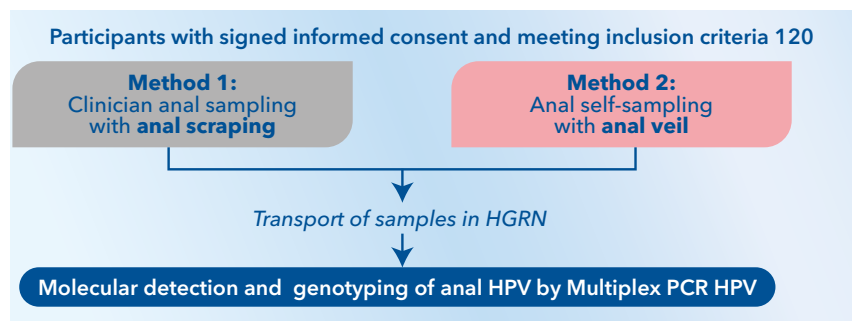 Participants with signed informed consent and meeting inclusion criteria 120
Method 1:
Clinician anal sampling
with anal scraping
Method 2:
Anal self-sampling
with anal veil
Transport of samples in HGRN
Molecular detection and genotyping of anal HPV by Multiplex PCR HPV